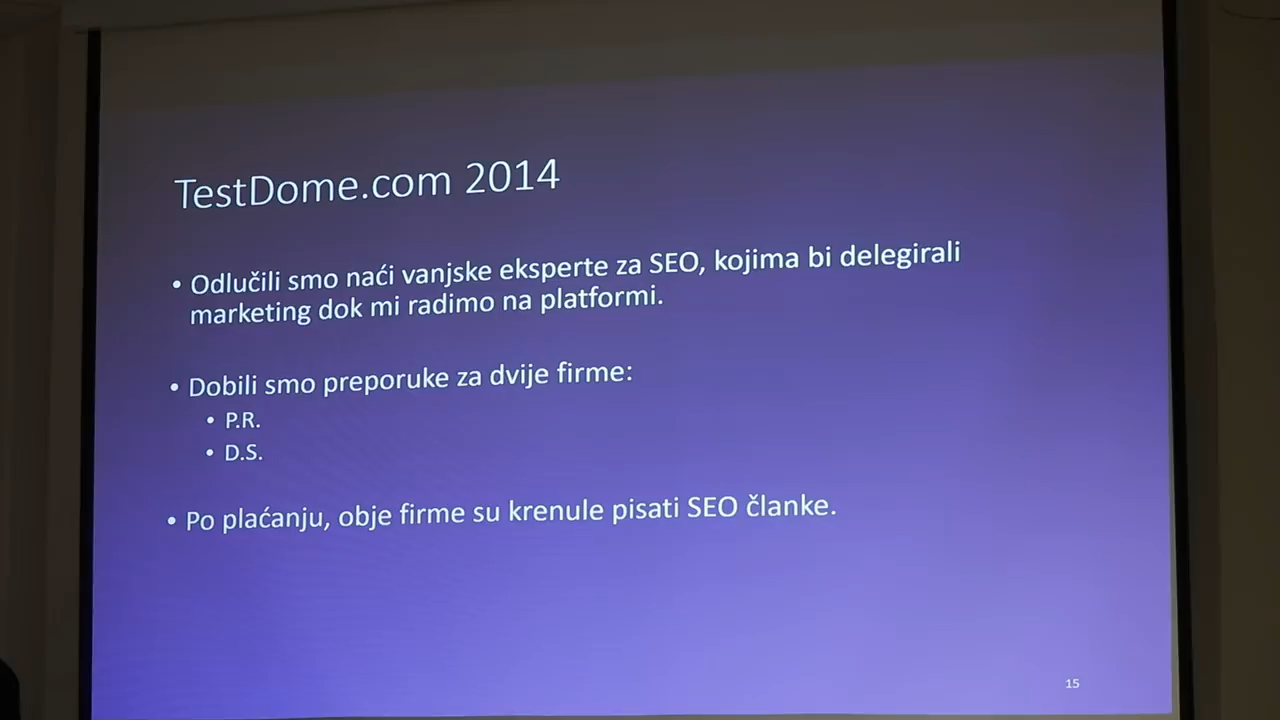 TestDome.com 2014
• Odlučili smo naći vanjske eksperte za SEO, kojima bi delegirali
marketing dok mi radimo na platformi.
• Dobili smo preporuke za dvije firme:
• P.R.
• D.S.
• Po plaćanju, obje firme su krenule pisati SEO članke.
15